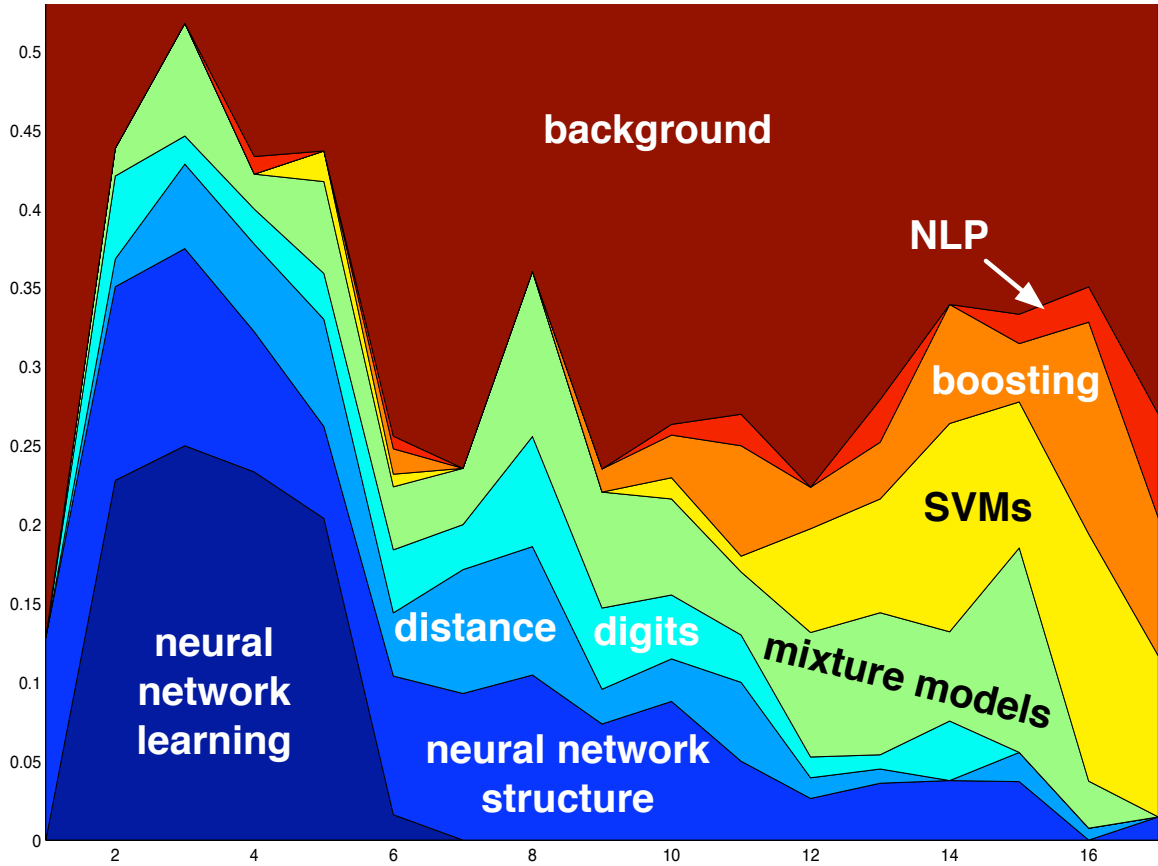 0.5
0.45
background
0.4
NLP
0.35
0.3
boosting
0.25
SVMs
0.2
0.15
neural
network
learning
distance
digits
mixture models
0.1
neural network
structure
0.05
0
2 4 6 8 10 12 14 16